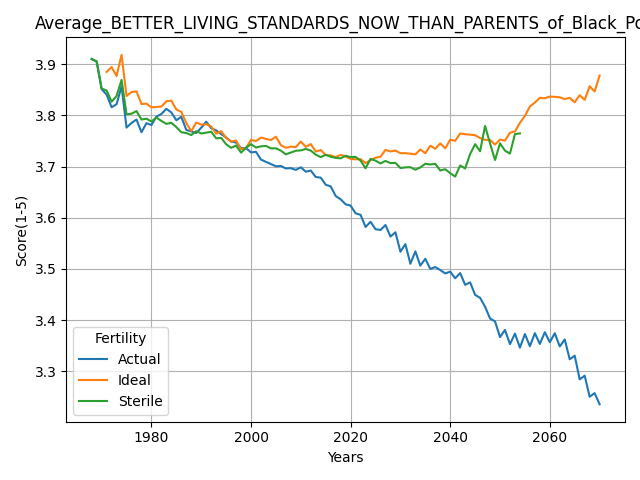 Average_BETTER_LIVING_STANDARDS_NOW_THAN_PARENTS_of_Black_Po
3.9
3.8
3.7
3.6
3.5
3.4
3.3
Score(1-5)
Fertility
Actual
Ideal
Sterile
1980 2000 2020 2040 2060
Years